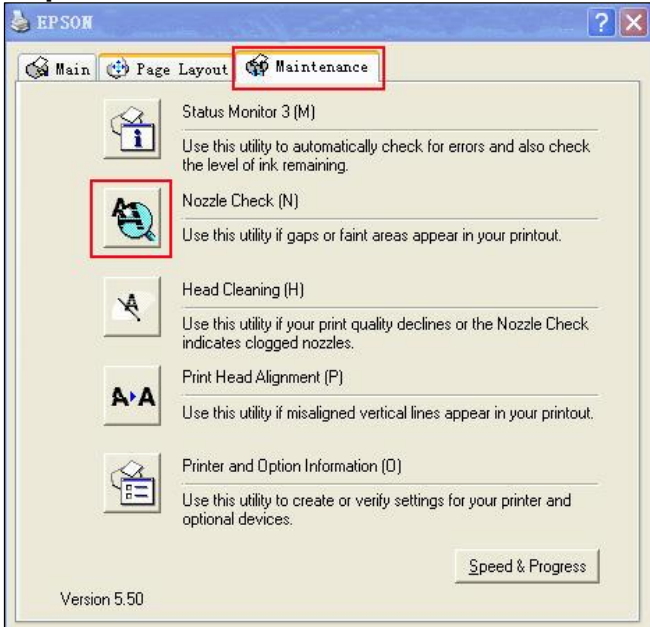 EPSON
Main Page Layout Maintenance
Status Monitor 3 (M)
Use this utility to automatically check for errors and also check
the level of ink remaining.
Nozzle Check (N)
Use this utility if gaps or faint areas appear in your printout.
Head Cleaning (H)
Use this utility if your print quality declines or the Nozzle Check
indicates clogged nozzles.
Print Head Alignment (P)
A A
Use this utility if misaligned vertical lines appear in your printout.
Printer and Option Information (O)
Use this utility to create or verify settings for your printer and
optional devices.
Speed & Progress
Version 5.50